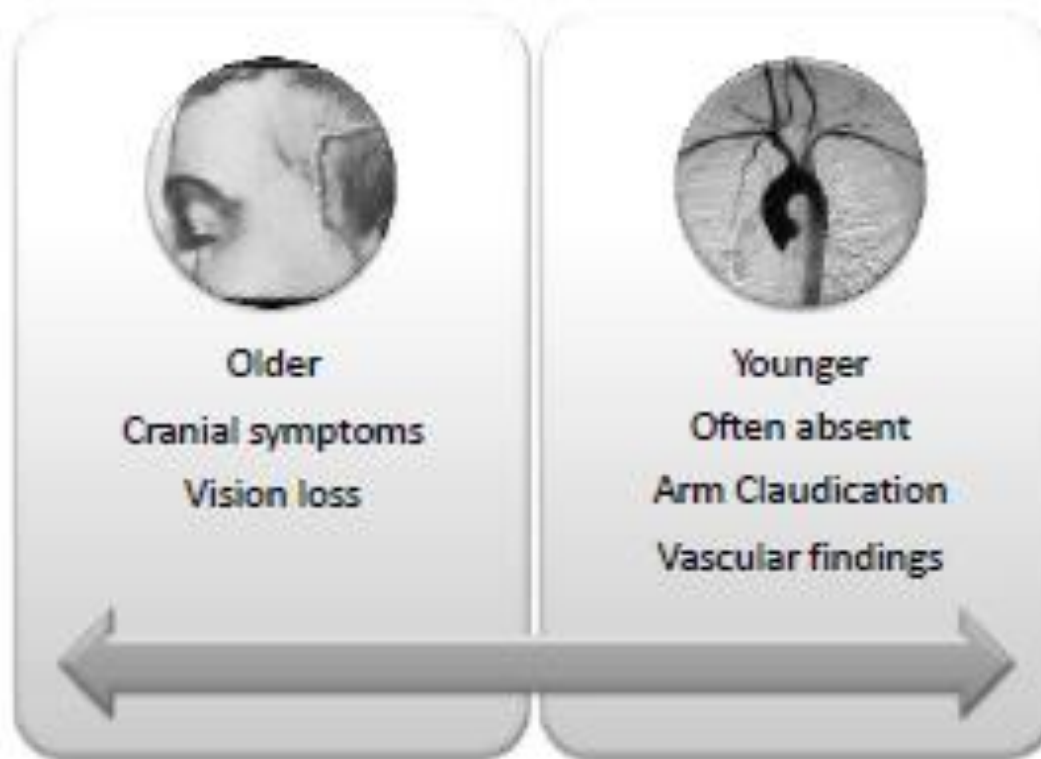 Older
Cranial symptoms
Vision loss
Younger
Often absent
Arm Claudication
Vascular findings